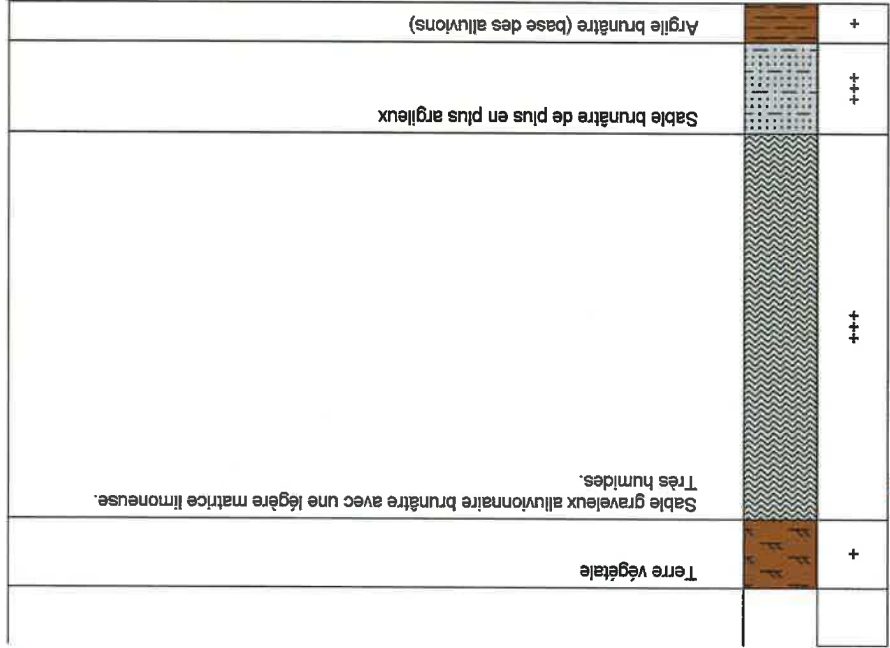 + Terre végétale
+++ Sable graveleux alluvionnaire brunâtre avec une légère matrice limoneuse.
Très humides.
+++ Sable brunâtre de plus en plus argileux
+ Argile brunâtre (base des alluvions)